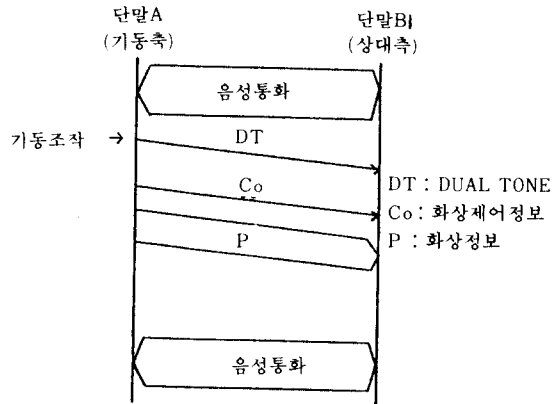 단말A 단말B
(기동축) (상대측)
음성통화
기동조작 → DT
Co DT : DUAL TONE
Co : 화상제어정보
P P : 화상정보
음성통화